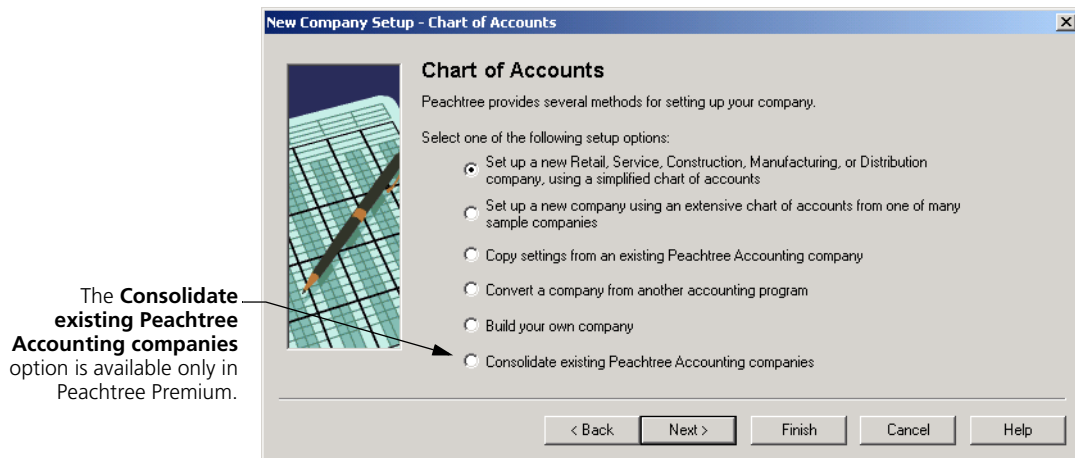 New Company Setup - Chart of Accounts
Chart of Accounts
Peachtree provides several methods for setting up your company.
Select one of the following setup options:
Set up a new Retail, Service, Construction, Manufacturing, or Distribution
company, using a simplified chart of accounts
Set up a new company using an extensive chart of accounts from one of many
sample companies
Copy settings from an existing Peachtree Accounting company
Convert a company from another accounting program
Build your own company
Consolidate existing Peachtree Accounting companies
The Consolidate
existing Peachtree
Accounting companies
option is available only in
Peachtree Premium.
< Back
Next >
Finish
Cancel
Help